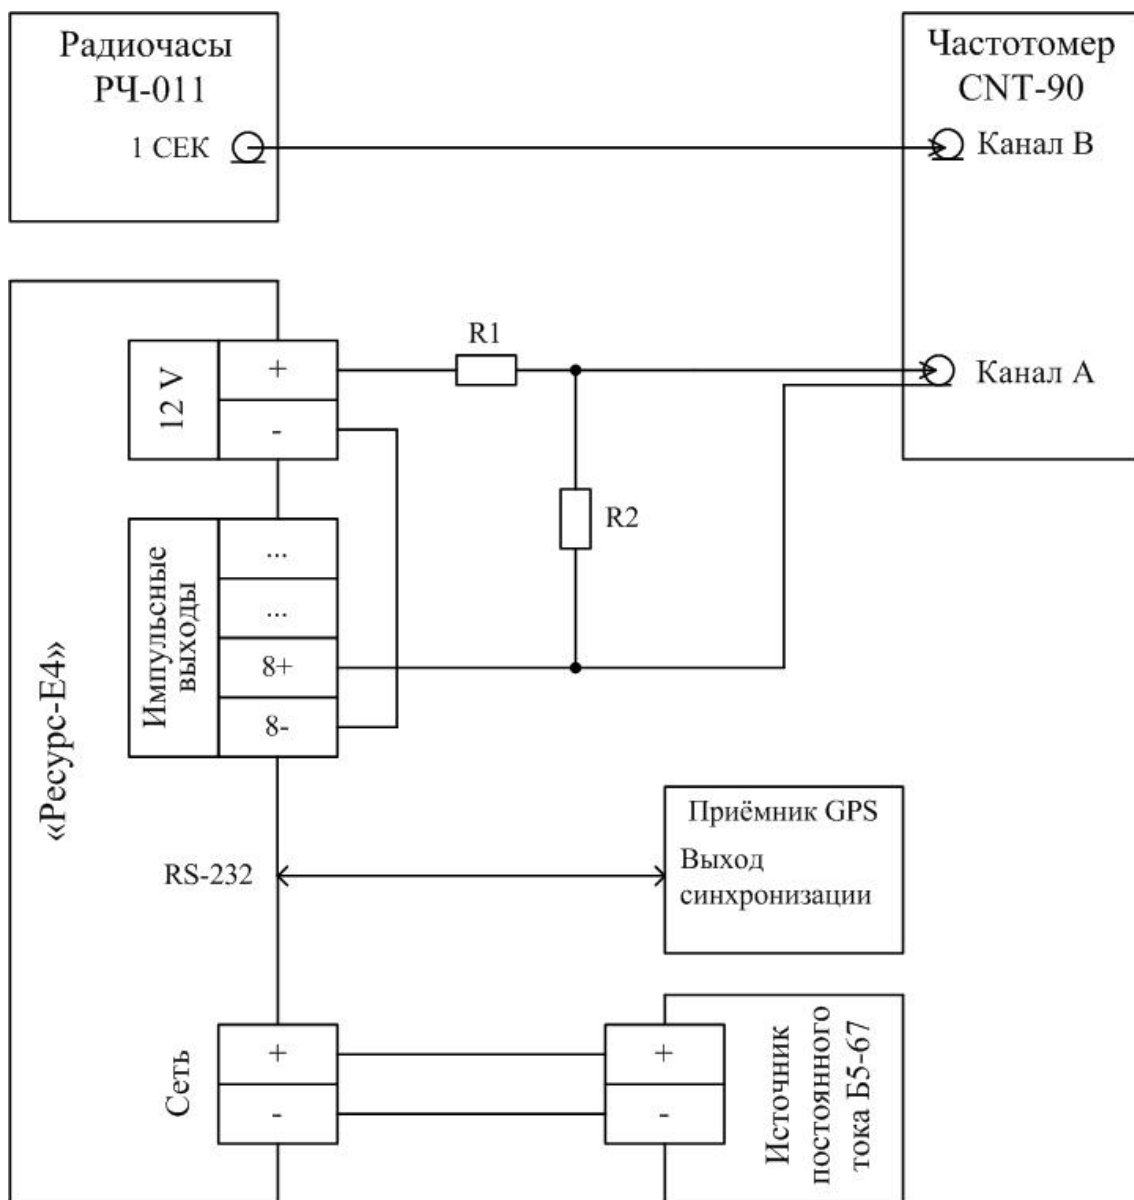 Радиочасы
РЧ-011
1 СЕК
Частотомер
CNT-90
Канал В
Канал А
R1
R2
12 V
+
-
Импульсные
выходы
...
...
8+
8-
«Ресурс-Е4»
RS-232
Приёмник GPS
Выход
синхронизации
Сеть
+
-
+
-
Источник
постоянного
тока Б5-67